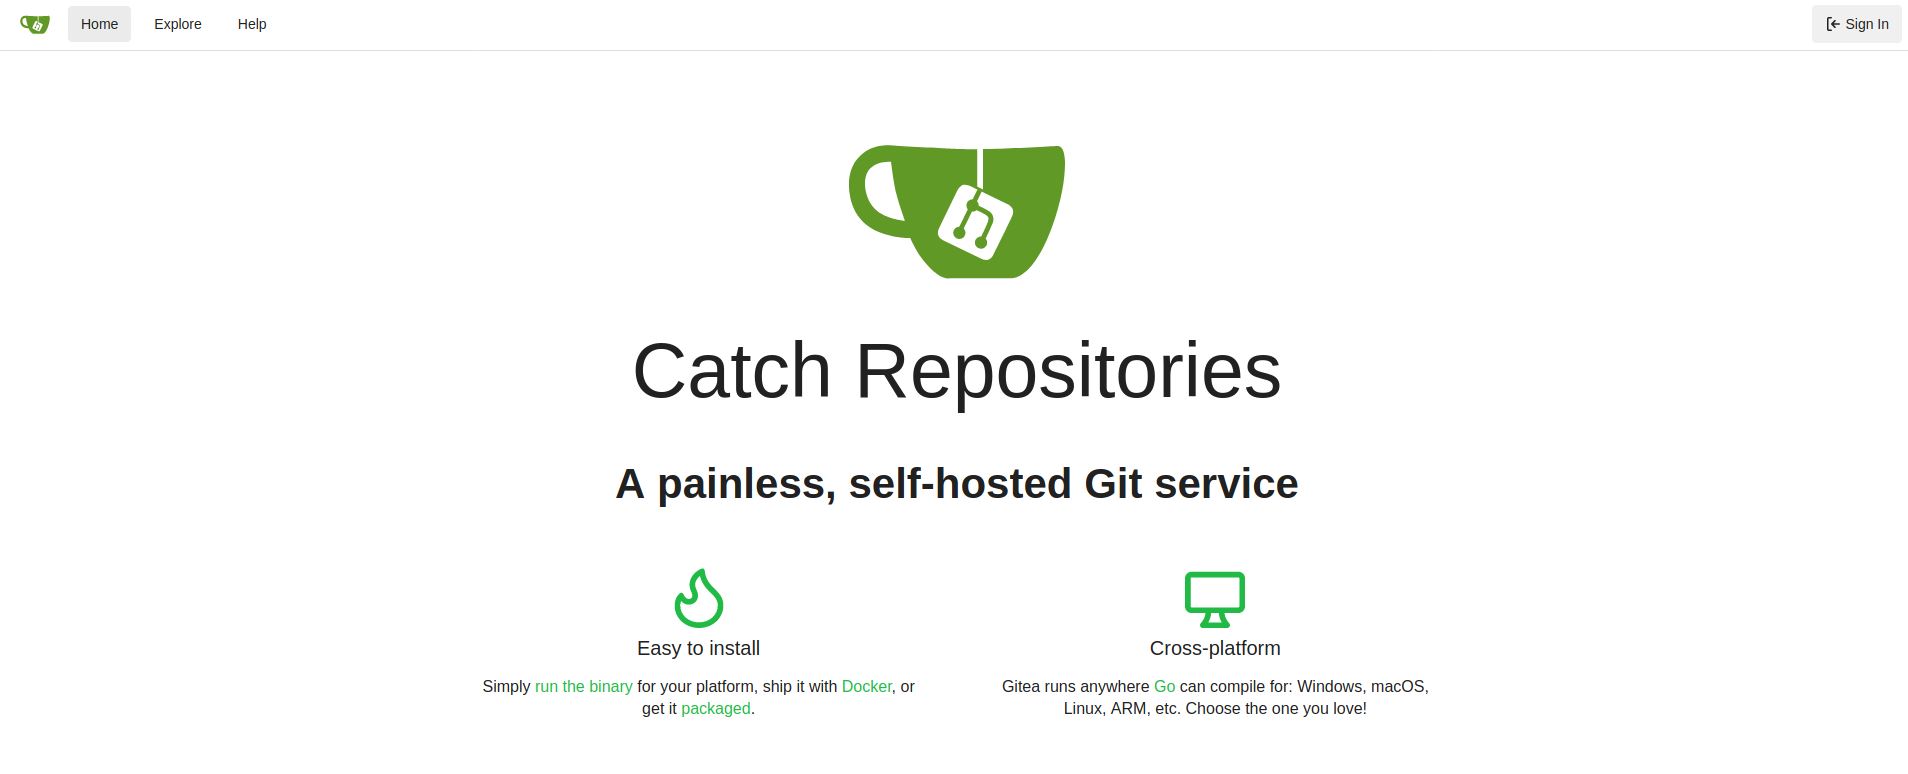 Home Explore Help Sign In
Catch Repositories
A painless, self-hosted Git service
Easy to install
Simply run the binary for your platform, ship it with Docker, or
get it packaged.
Cross-platform
Gitea runs anywhere Go can compile for: Windows, macOS,
Linux, ARM, etc. Choose the one you love!